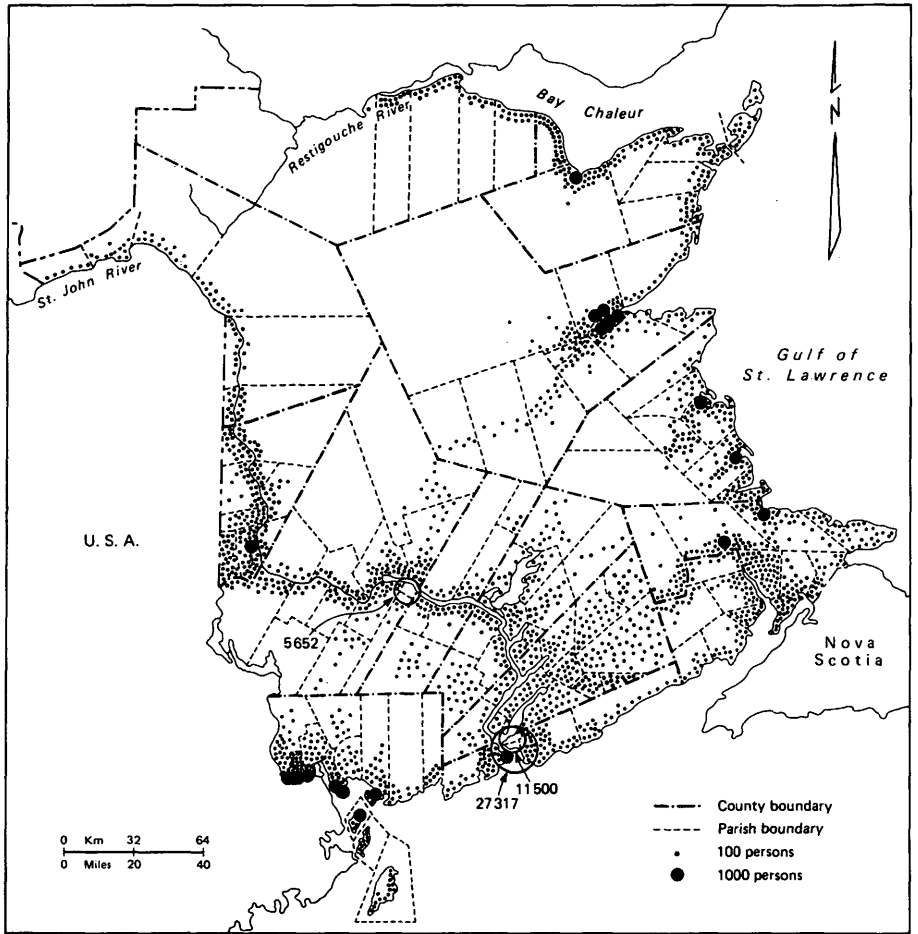 Bay Chaleur
Restigouche River
N
St. John River
Gulf of
St. Lawrence
U.S.A.
5652
Nova
Scotia
11500
27317
County boundary
Parish boundary
100 persons
1000 persons
0 Km 32 64
0 Miles 20 40